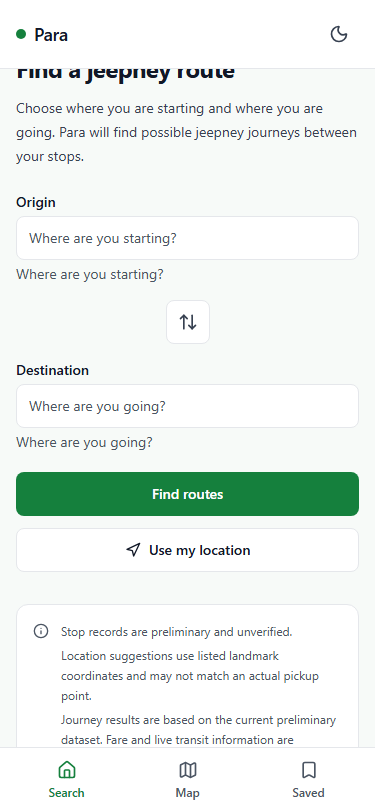 Para
Find a jeepney route
Choose where you are starting and where you are
going. Para will find possible jeepney journeys between
your stops.
Origin
Where are you starting?
Where are you starting?
Destination
Where are you going?
Where are you going?
Find routes
Use my location
Stop records are preliminary and unverified.
Location suggestions use listed landmark
coordinates and may not match an actual pickup
point.
Journey results are based on the current preliminary
dataset. Fare and live transit information are
Search
Map
Saved